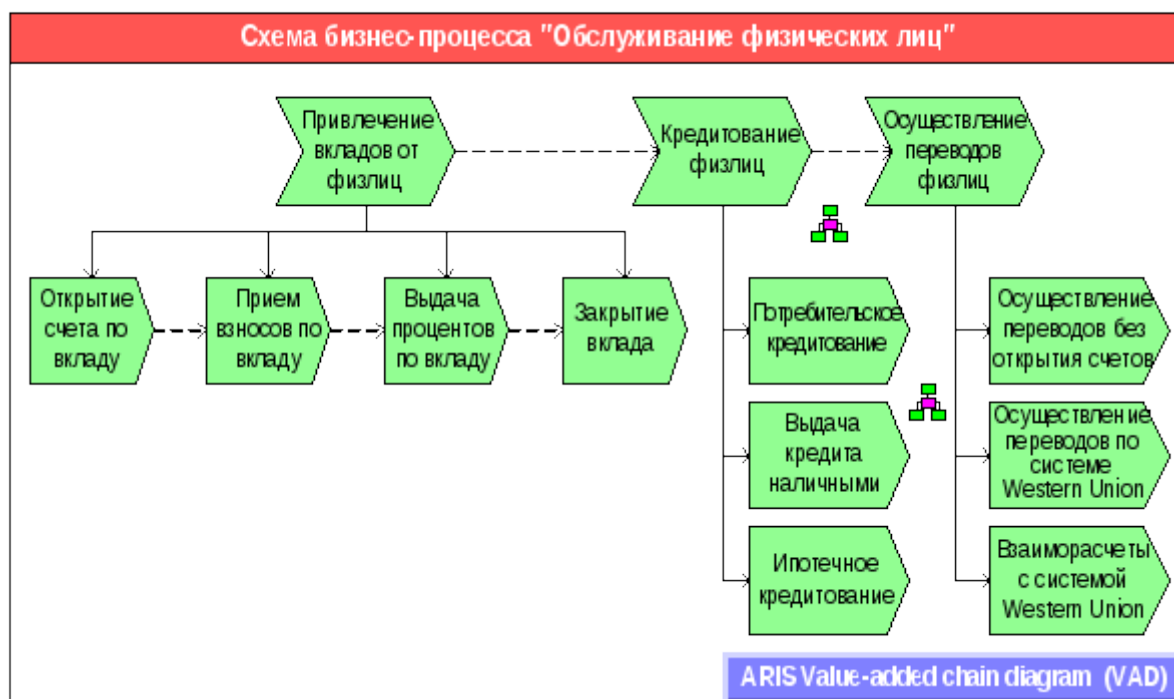 Схема бизнес-процесса "Обслуживание физических лиц"
Привлечение
вкладов от
физлиц
Кредитование
физлиц
Осуществление
переводов
физлиц
Открытие
счета по
вкладу
Прием
взносов по
вкладу
Выдача
процентов
по вкладу
Закрытие
вклада
Потребительское
кредитование
Выдача
кредита
наличными
Ипотечное
кредитование
Осуществление
переводов без
открытия счетов
Осуществление
переводов по
системе
Western Union
Взаиморасчеты
с системой
Western Union
ARIS Value-added chain diagram (VAD)